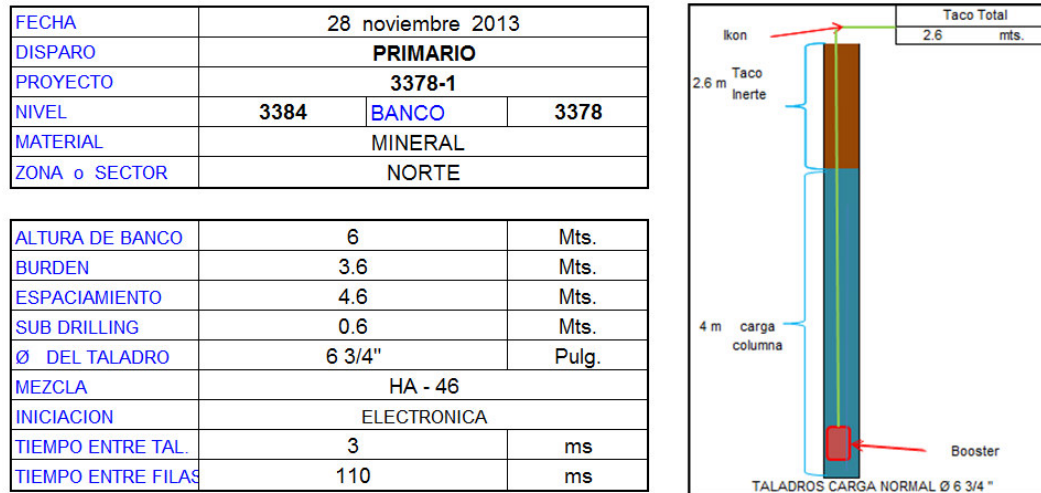 FECHA 28 noviembre 2013
DISPARO PRIMARIO
PROYECTO 3378-1
NIVEL 3384 BANCO 3378
MATERIAL MINERAL
ZONA o SECTOR NORTE
ALTURA DE BANCO 6 Mts.
BURDEN 3.6 Mts.
ESPACIAMIENTO 4.6 Mts.
SUB DRILLING 0.6 Mts.
Ø DEL TALADRO 6 3/4" Pulg.
MEZCLA HA - 46
INICIACION ELECTRONICA
TIEMPO ENTRE TAL. 3 ms
TIEMPO ENTRE FILAS 110 ms
Taco Total
2.6 mts.
Ikon
2.6 m Taco
Inerte
4 m carga
columna
Booster
TALADROS CARGA NORMAL Ø 6 3/4 "